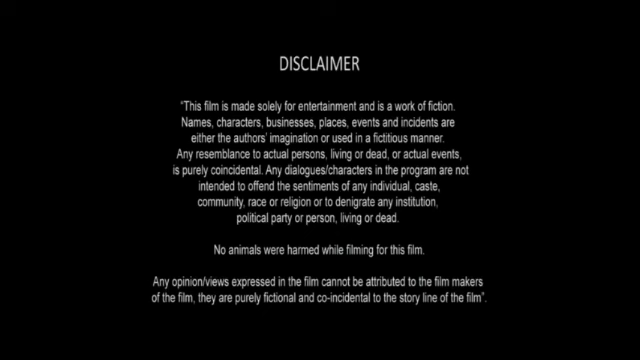 DISCLAIMER
“This film is made solely for entertainment and is a work of fiction.
Names, characters, businesses, places, events and incidents are
either the authors’ imagination or used in a fictitious manner.
Any resemblance to actual persons, living or dead, or actual events,
is purely coincidental. Any dialogues/characters in the program are not
intended to offend the sentiments of any individual, caste,
community, race or religion or to denigrate any institution,
political party or person, living or dead.
No animals were harmed while filming for this film.
Any opinion/views expressed in the film cannot be attributed to the film makers
of the film, they are purely fictional and co-incidental to the story line of the film”.